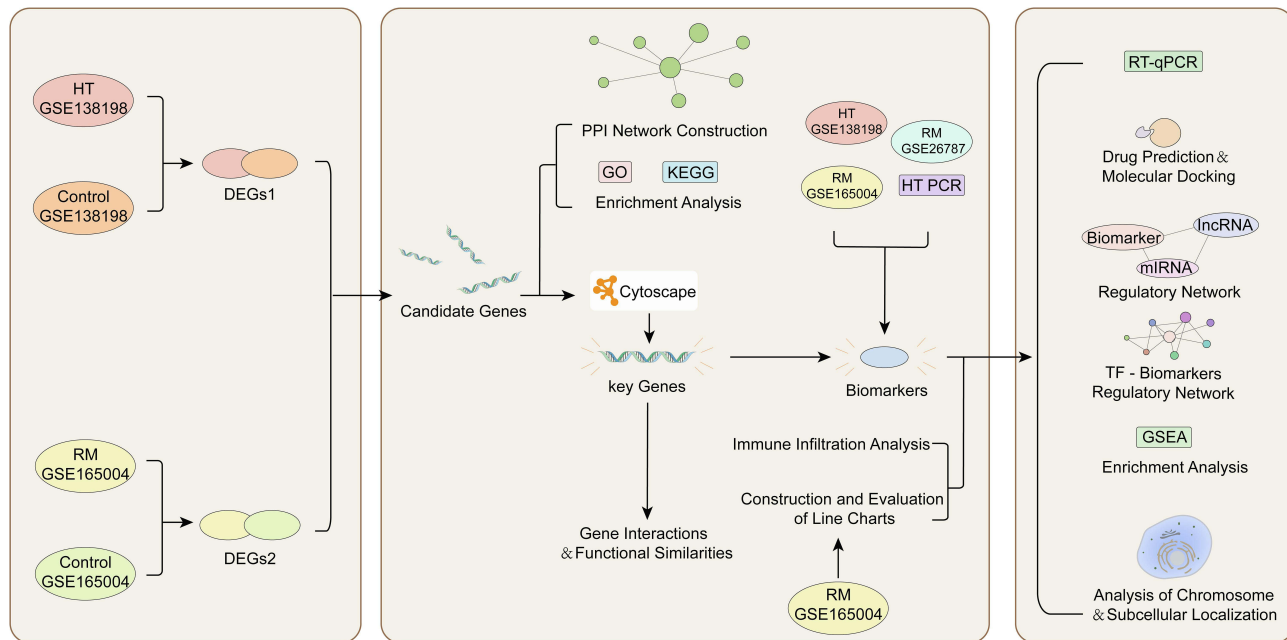 HT
GSE138198
Control
GSE138198
DEGs1
RM
GSE165004
Control
GSE165004
DEGs2
PPI Network Construction
GO
KEGG
Enrichment Analysis
Candidate Genes
Cytoscape
key Genes
Gene Interactions
& Functional Similarities
HT
GSE138198
RM
GSE26787
RM
GSE165004
HT PCR
Biomarkers
Immune Infiltration Analysis
Construction and Evaluation
of Line Charts
RM
GSE165004
RT-qPCR
Drug Prediction &
Molecular Docking
Biomarker
lncRNA
mIRNA
Regulatory Network
TF - Biomarkers
Regulatory Network
GSEA
Enrichment Analysis
Analysis of Chromosome
& Subcellular Localization